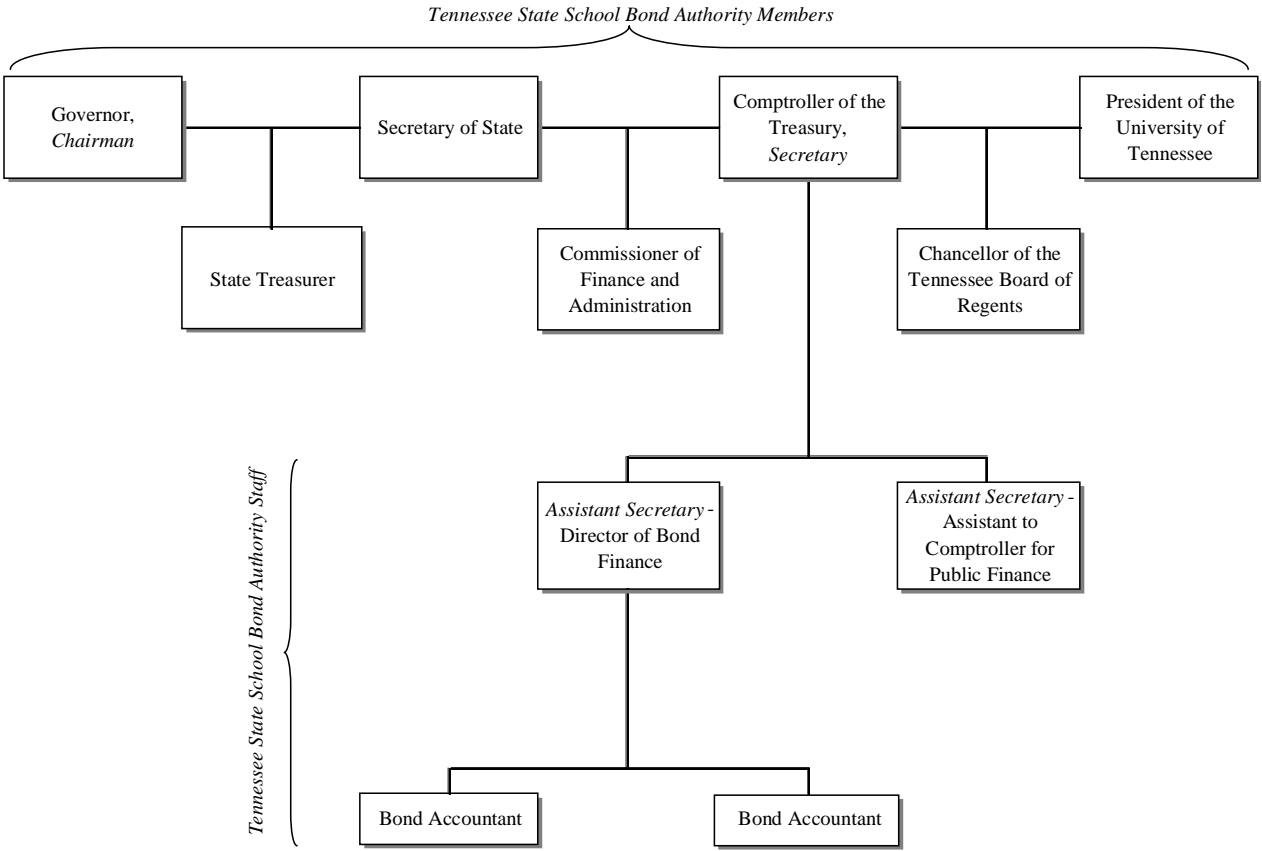 Tennessee State School Bond Authority Members
Governor,
Chairman
Secretary of State
Comptroller of the
Treasury,
Secretary
President of the
University of
Tennessee
State Treasurer
Commissioner of
Finance and
Administration
Chancellor of the
Tennessee Board of
Regents
Tennessee State School Bond Authority Staff
Assistant Secretary -
Director of Bond
Finance
Assistant Secretary -
Assistant to
Comptroller for
Public Finance
Bond Accountant
Bond Accountant